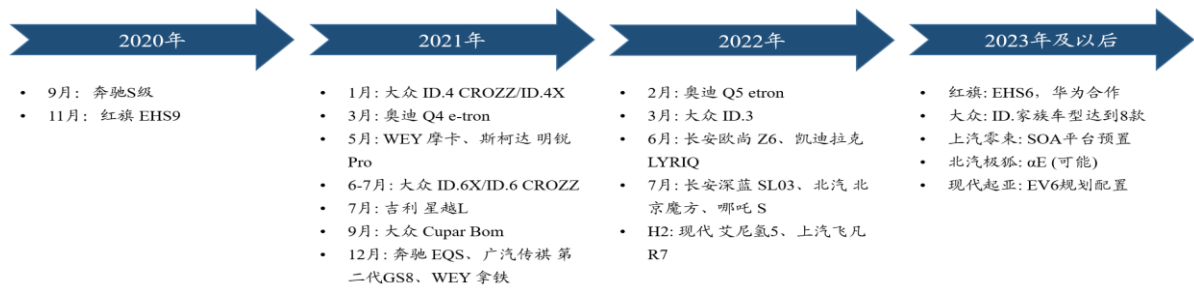 2020年
9月：奔驰S级
11月：红旗 EHS9
2021年
1月: 大众 ID.4 CROZZ/ID.4X
3月: 奥迪 Q4 e-tron
5月: WEY 摩卡、斯柯达 明锐
Pro
6-7月: 大众 ID.6X/ID.6 CROZZ
7月: 吉利 星越L
9月: 大众 Cupar Bom
12月: 奔驰 EQS、广汽传祺 第
二代GS8、WEY 拿铁
2022年
2月: 奥迪 Q5 etron
3月: 大众 ID.3
6月: 长安欧尚 Z6、凯迪拉克
LYRIQ
7月: 长安深蓝 SL03、北汽 北
京魔方、哪吒 S
H2: 现代 艾尼氢5、上汽飞凡
R7
2023年及以后
红旗: EHS6，华为合作
大众: ID.家族车型达到8款
上汽零束: SOA平台预置
北汽极狐: αE (可能)
现代起亚: EV6规划配置